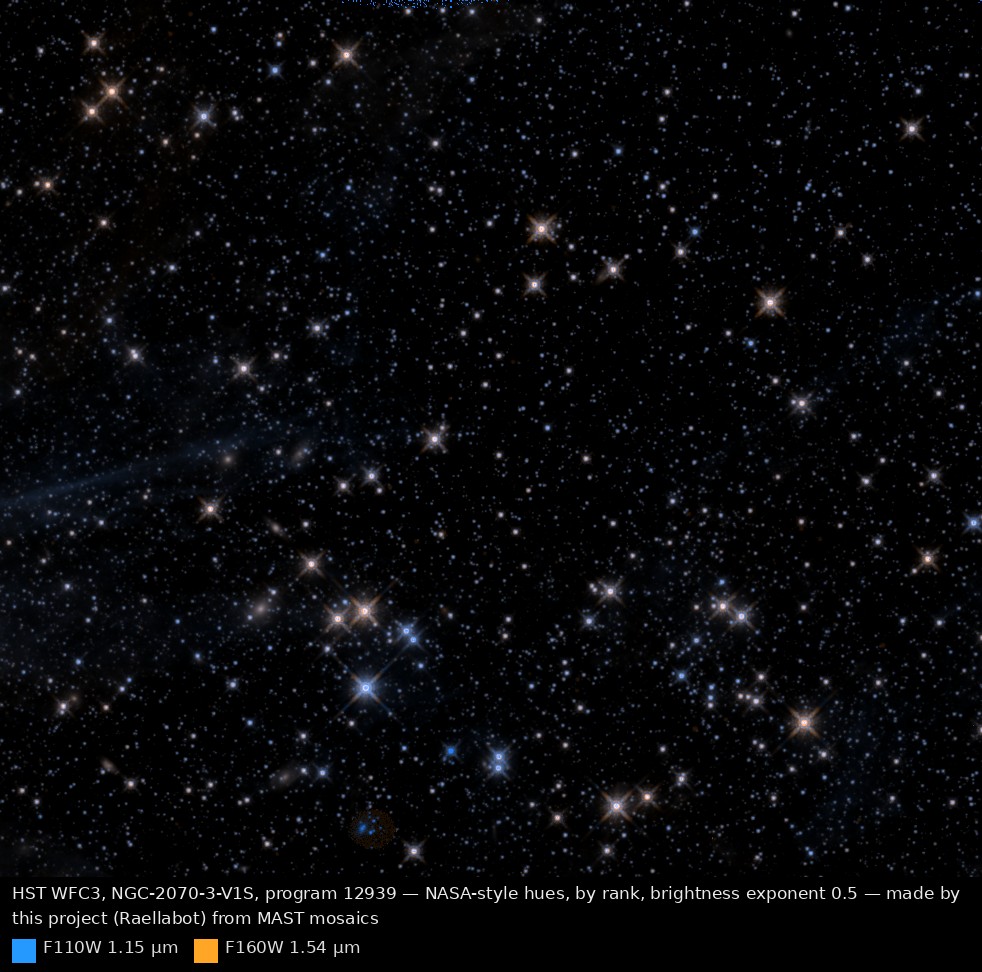 HST WFC3, NGC-2070-3-V1S, program 12939 — NASA-style hues, by rank, brightness exponent 0.5 — made by
this project (Raellabot) from MAST mosaics
F110W 1.15 µm F160W 1.54 µm